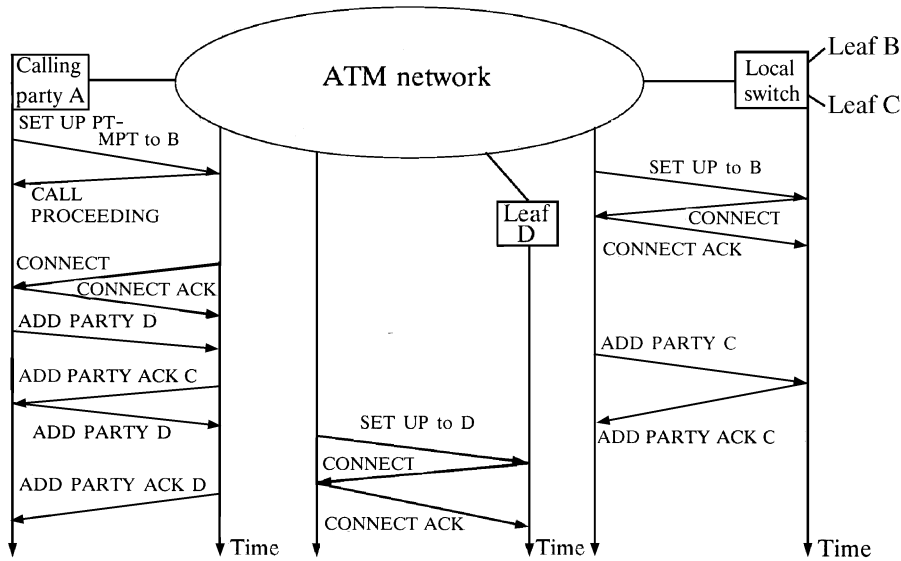 Calling
party A
ATM network
Local
switch
Leaf B
Leaf C
SET UP PT-
MPT to B
CALL
PROCEEDING
CONNECT
CONNECT ACK
ADD PARTY D
ADD PARTY ACK C
ADD PARTY D
ADD PARTY ACK D
Time
Leaf
D
SET UP to D
CONNECT
CONNECT ACK
Time
SET UP to B
CONNECT
CONNECT ACK
ADD PARTY C
ADD PARTY ACK C
Time